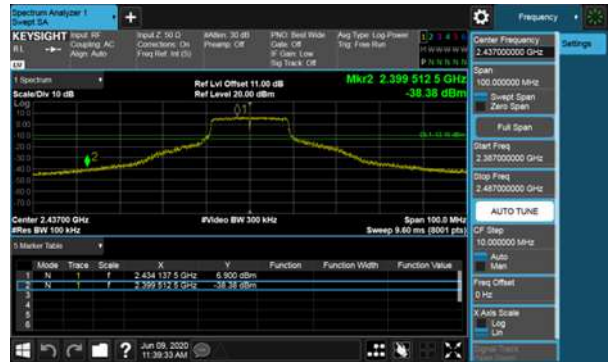 Spectrum Analyzer 1
Swept SA
+
Frequency
KEYSIGHT
Input: RF
Input Z: 50 Ω
#Atten: 30 dB
PNO: Best Wide
Avg Type: Log-Power
1 2 3 4 5 6
RL
Coupling: AC
Corrections: On
Preamp: Off
Gate: Off
Trig: Free Run
Align: Auto
Freq Ref: Int (S)
IF Gain: Low
Sig Track: Off
P N N N N N
Center Frequency
2.437000000 GHz
Settings
1 Spectrum
Scale/Div 10 dB
Ref Lvl Offset 11.00 dB
Ref Level 20.00 dBm
Mkr2 2.399 512 5 GHz
-38.38 dBm
Span
100.000000 MHz
Swept Span
Zero Span
Full Span
Log
Start Freq
2.387000000 GHz
Stop Freq
2.487000000 GHz
AUTO TUNE
CF Step
10.000000 MHz
Auto
Man
Freq Offset
0 Hz
X Axis Scale
Log
Lin
Center 2.43700 GHz
#Video BW 300 kHz
Span 100.0 MHz
#Res BW 100 kHz
Sweep 9.60 ms (8001 pts)
5 Marker Table
Mode Trace Scale X Y Function Function Width Function Value
1 N 1 f 2.434 137 5 GHz 6.900 dBm
2 N 1 f 2.399 512 5 GHz -38.38 dBm
3
4
5
6
Jun 09, 2020
11:39:33 AM
Signal Track